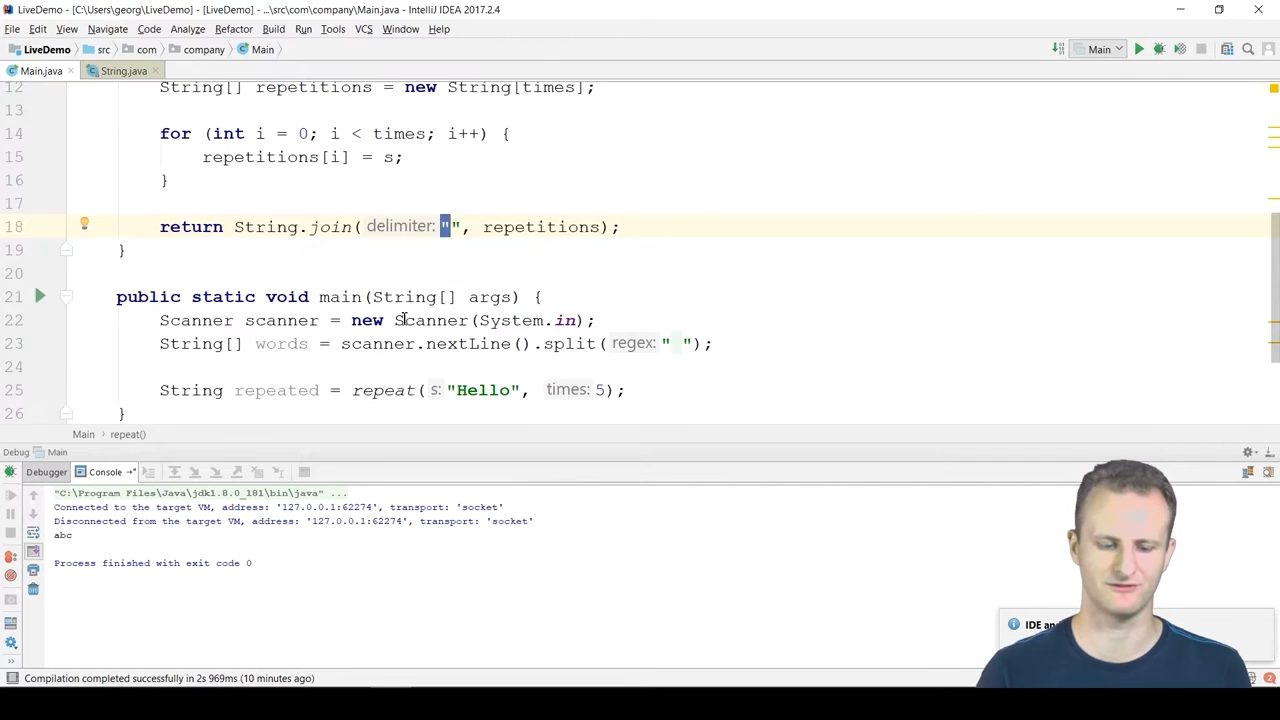 LiveDemo - [C:\Users\georg\LiveDemo] - [LiveDemo] - ...\src\com\company\Main.java - IntelliJ IDEA 2017.2.4
File Edit View Navigate Code Analyze Refactor Build Run Tools VCS Window Help
LiveDemo src com company Main Main
Main.java String.java
12 String[] repetitions = new String[times];
13
14 for (int i = 0; i < times; i++) {
15 repetitions[i] = s;
16 }
17
18 return String.join( delimiter: "", repetitions);
19 }
20
21 public static void main(String[] args) {
22 Scanner scanner = new Scanner(System.in);
23 String[] words = scanner.nextLine().split( regex: " ");
24
25 String repeated = repeat( s: "Hello", times: 5);
26 }
Main repeat()
Debug Main
Debugger Console
"C:\Program Files\Java\jdk1.8.0_181\bin\java" ...
Connected to the target VM, address: '127.0.0.1:62274', transport: 'socket'
Disconnected from the target VM, address: '127.0.0.1:62274', transport: 'socket'
abc
Process finished with exit code 0
IDE
Compilation completed successfully in 2s 969ms (10 minutes ago)
2